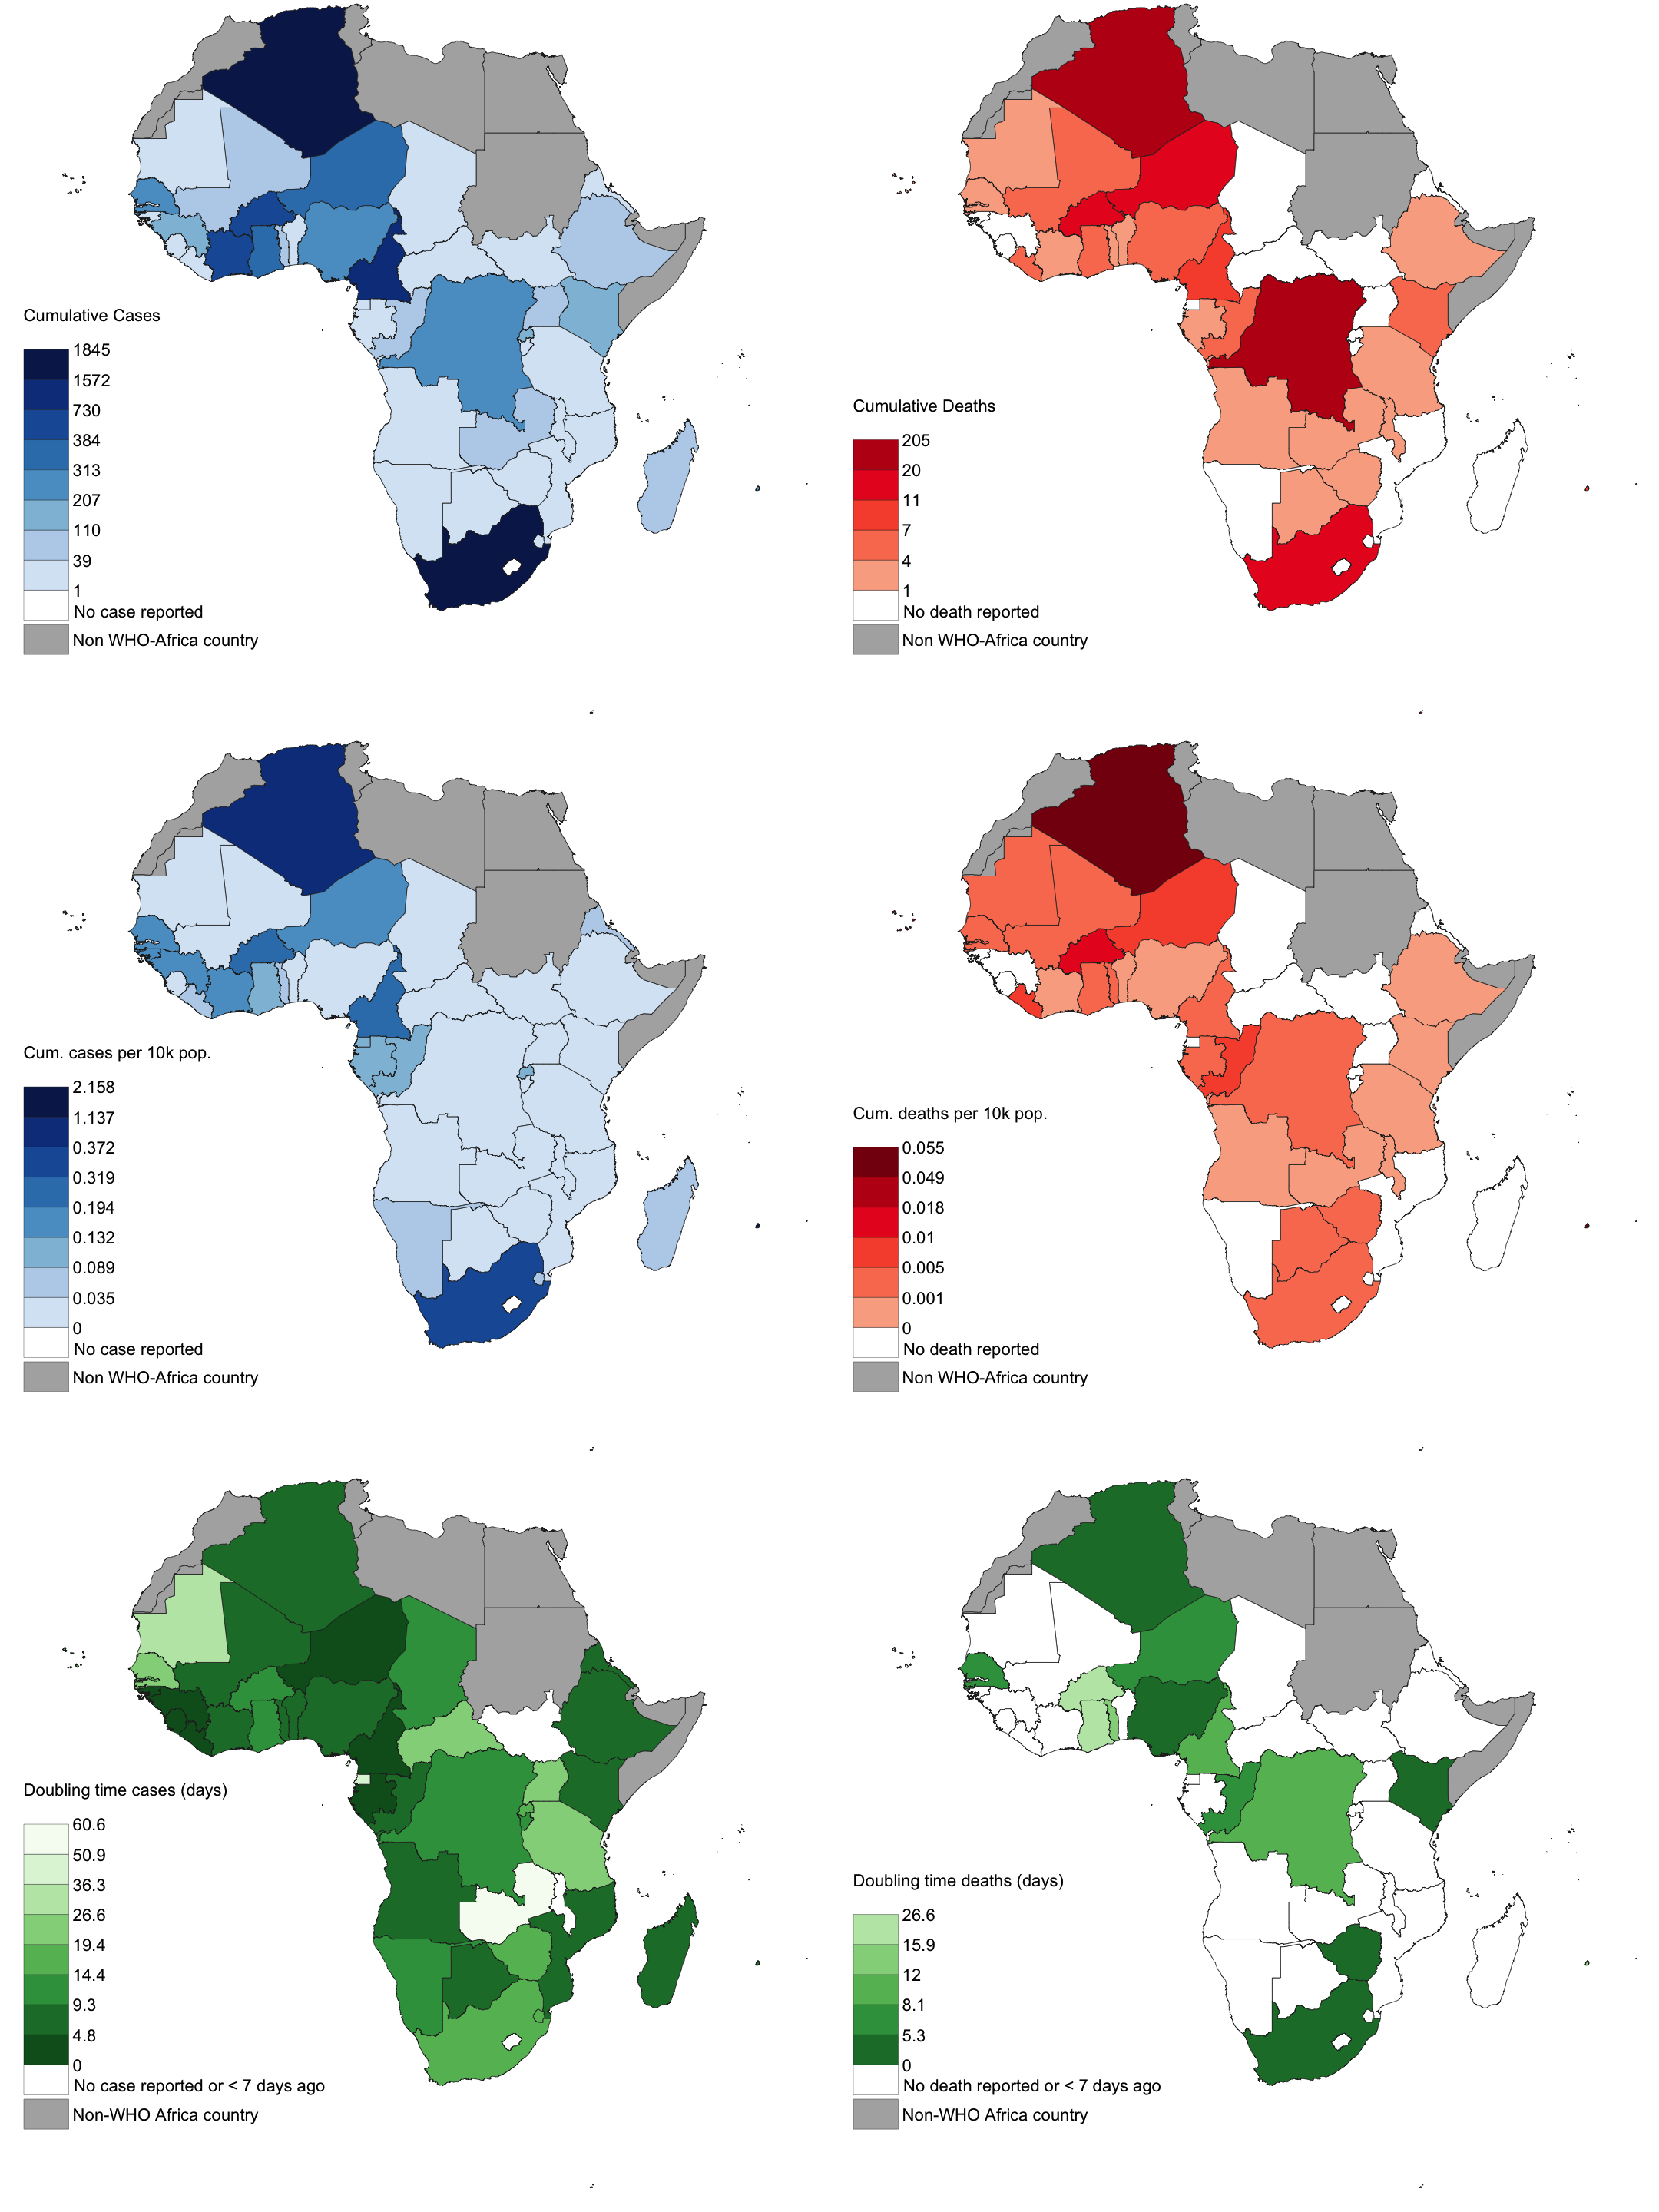 Cumulative Cases
1845
1572
730
384
313
207
110
39
1
No case reported
Non WHO-Africa country
Cumulative Deaths
205
20
11
7
4
1
No death reported
Non WHO-Africa country
Cum. cases per 10k pop.
2.158
1.137
0.372
0.319
0.194
0.132
0.089
0.035
0
No case reported
Non WHO-Africa country
Cum. deaths per 10k pop.
0.055
0.049
0.018
0.01
0.005
0.001
0
No death reported
Non WHO-Africa country
Doubling time cases (days)
60.6
50.9
36.3
26.6
19.4
14.4
9.3
4.8
0
No case reported or < 7 days ago
Non-WHO Africa country
Doubling time deaths (days)
26.6
15.9
12
8.1
5.3
0
No death reported or < 7 days ago
Non-WHO Africa country